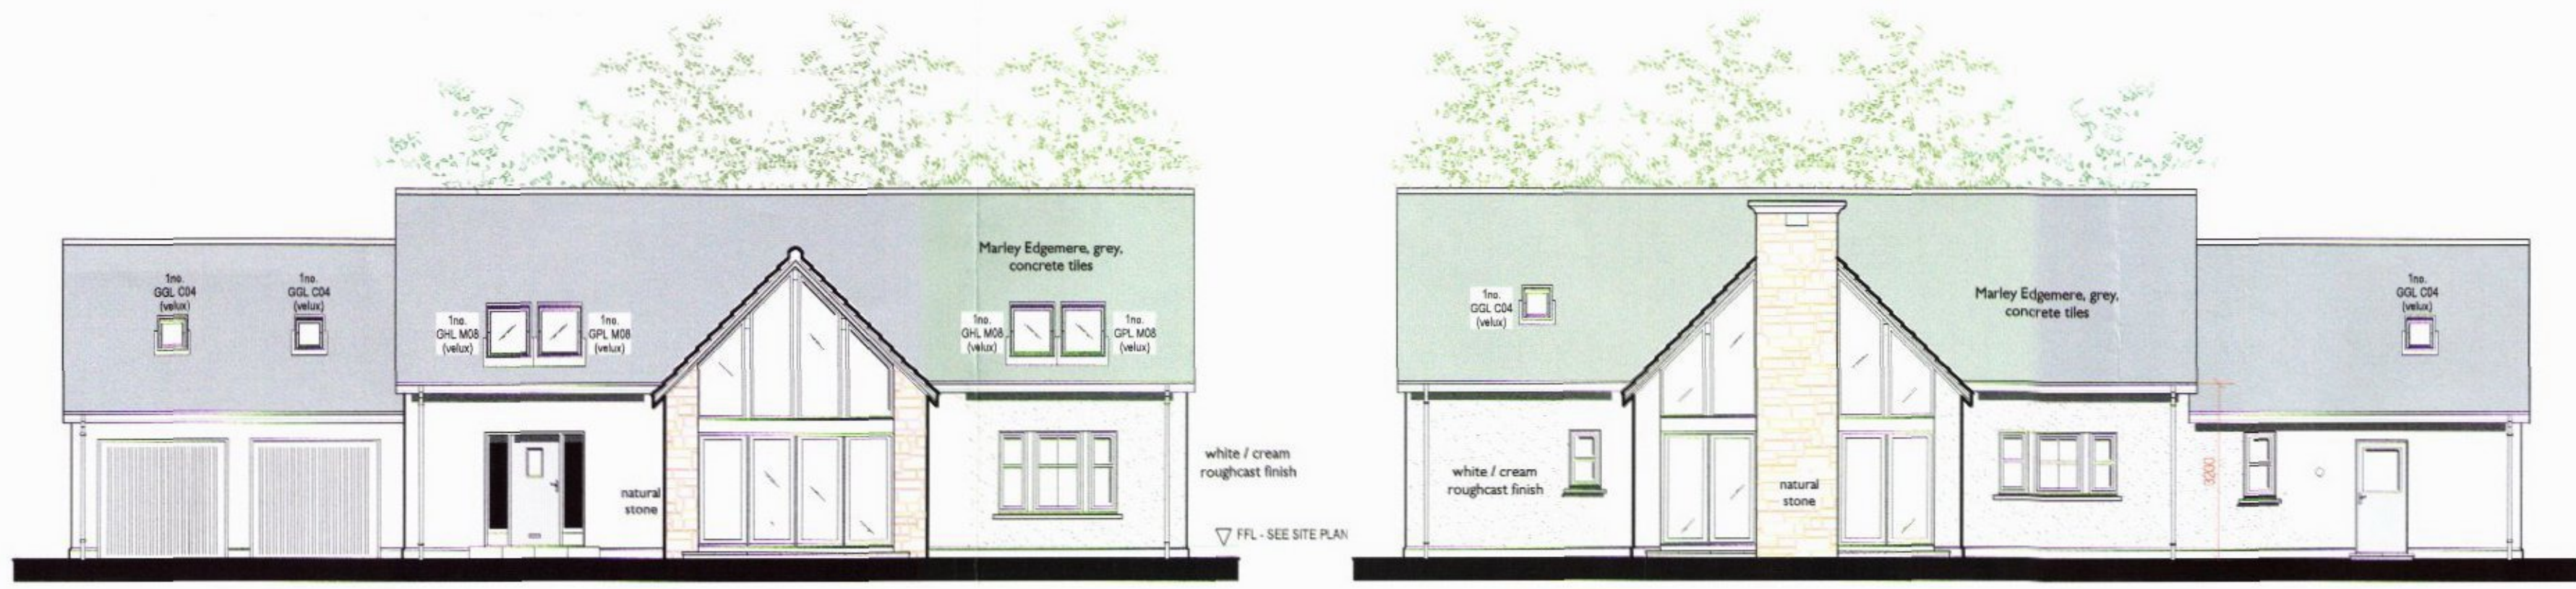 1no.
GGL C04
(velux)
1no.
GGL C04
(velux)
1no.
GHL M08
(velux)
1no.
GPL M08
(velux)
Marley Edgemere, grey,
concrete tiles
1no.
GHL M08
(velux)
1no.
GPL M08
(velux)
natural
stone
white / cream
roughcast finish
FFL - SEE SITE PLAN
1no.
GGL C04
(velux)
Marley Edgemere, grey,
concrete tiles
1no.
GGL C04
(velux)
white / cream
roughcast finish
natural
stone
3200